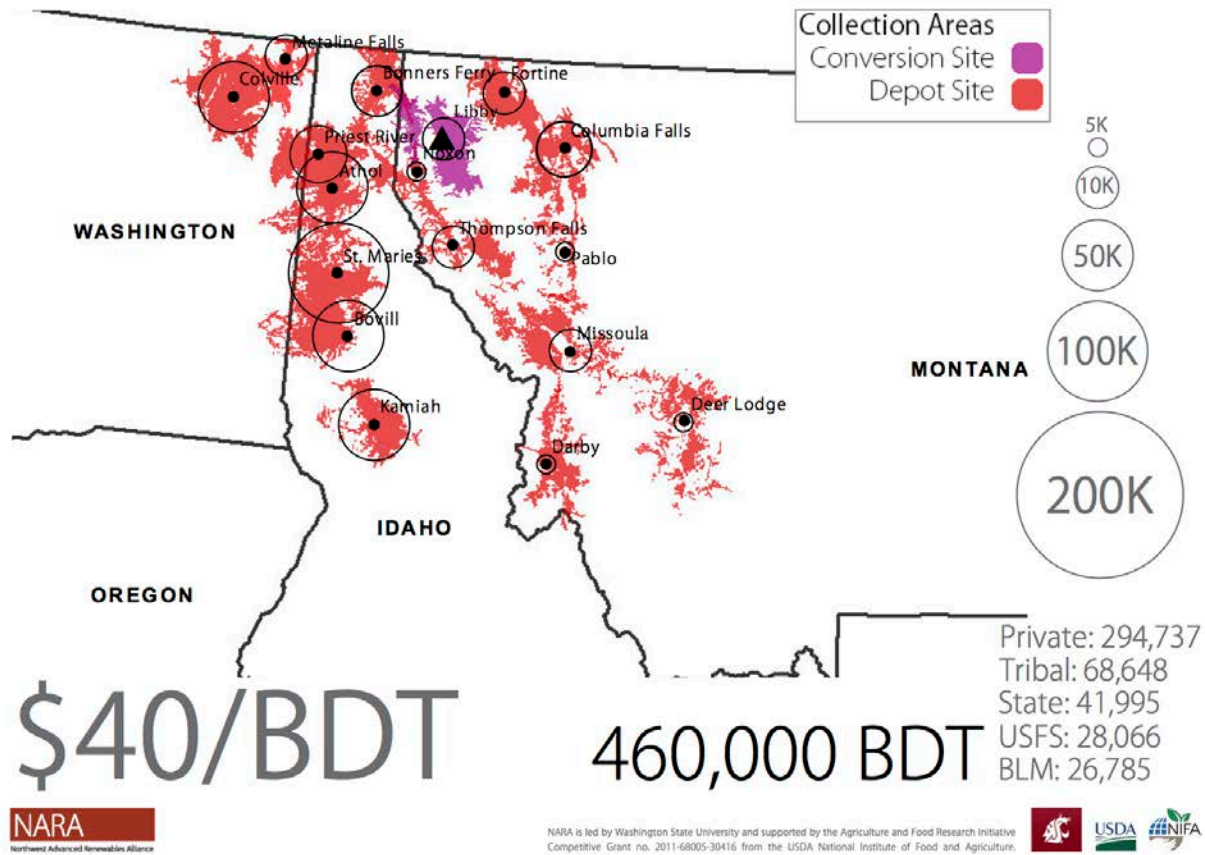 Collection Areas
Conversion Site
Depot Site
Metaline Falls
Colville
Bonners Ferry
Fortine
Libby
Priest River
Noxon
Columbia Falls
Athol
WASHINGTON
Thompson Falls
St. Maries
Pablo
Bovill
Missoula
MONTANA
Kamiah
Deer Lodge
Darby
IDAHO
OREGON
5K
10K
50K
100K
200K
$40/BDT
460,000 BDT
Private: 294,737
Tribal: 68,648
State: 41,995
USFS: 28,066
BLM: 26,785
NARA
Northwest Advanced Renewables Alliance
NARA is led by Washington State University and supported by the Agriculture and Food Research Initiative
Competitive Grant no. 2011-68005-30416 from the USDA National Institute of Food and Agriculture.
USDA
NIFA